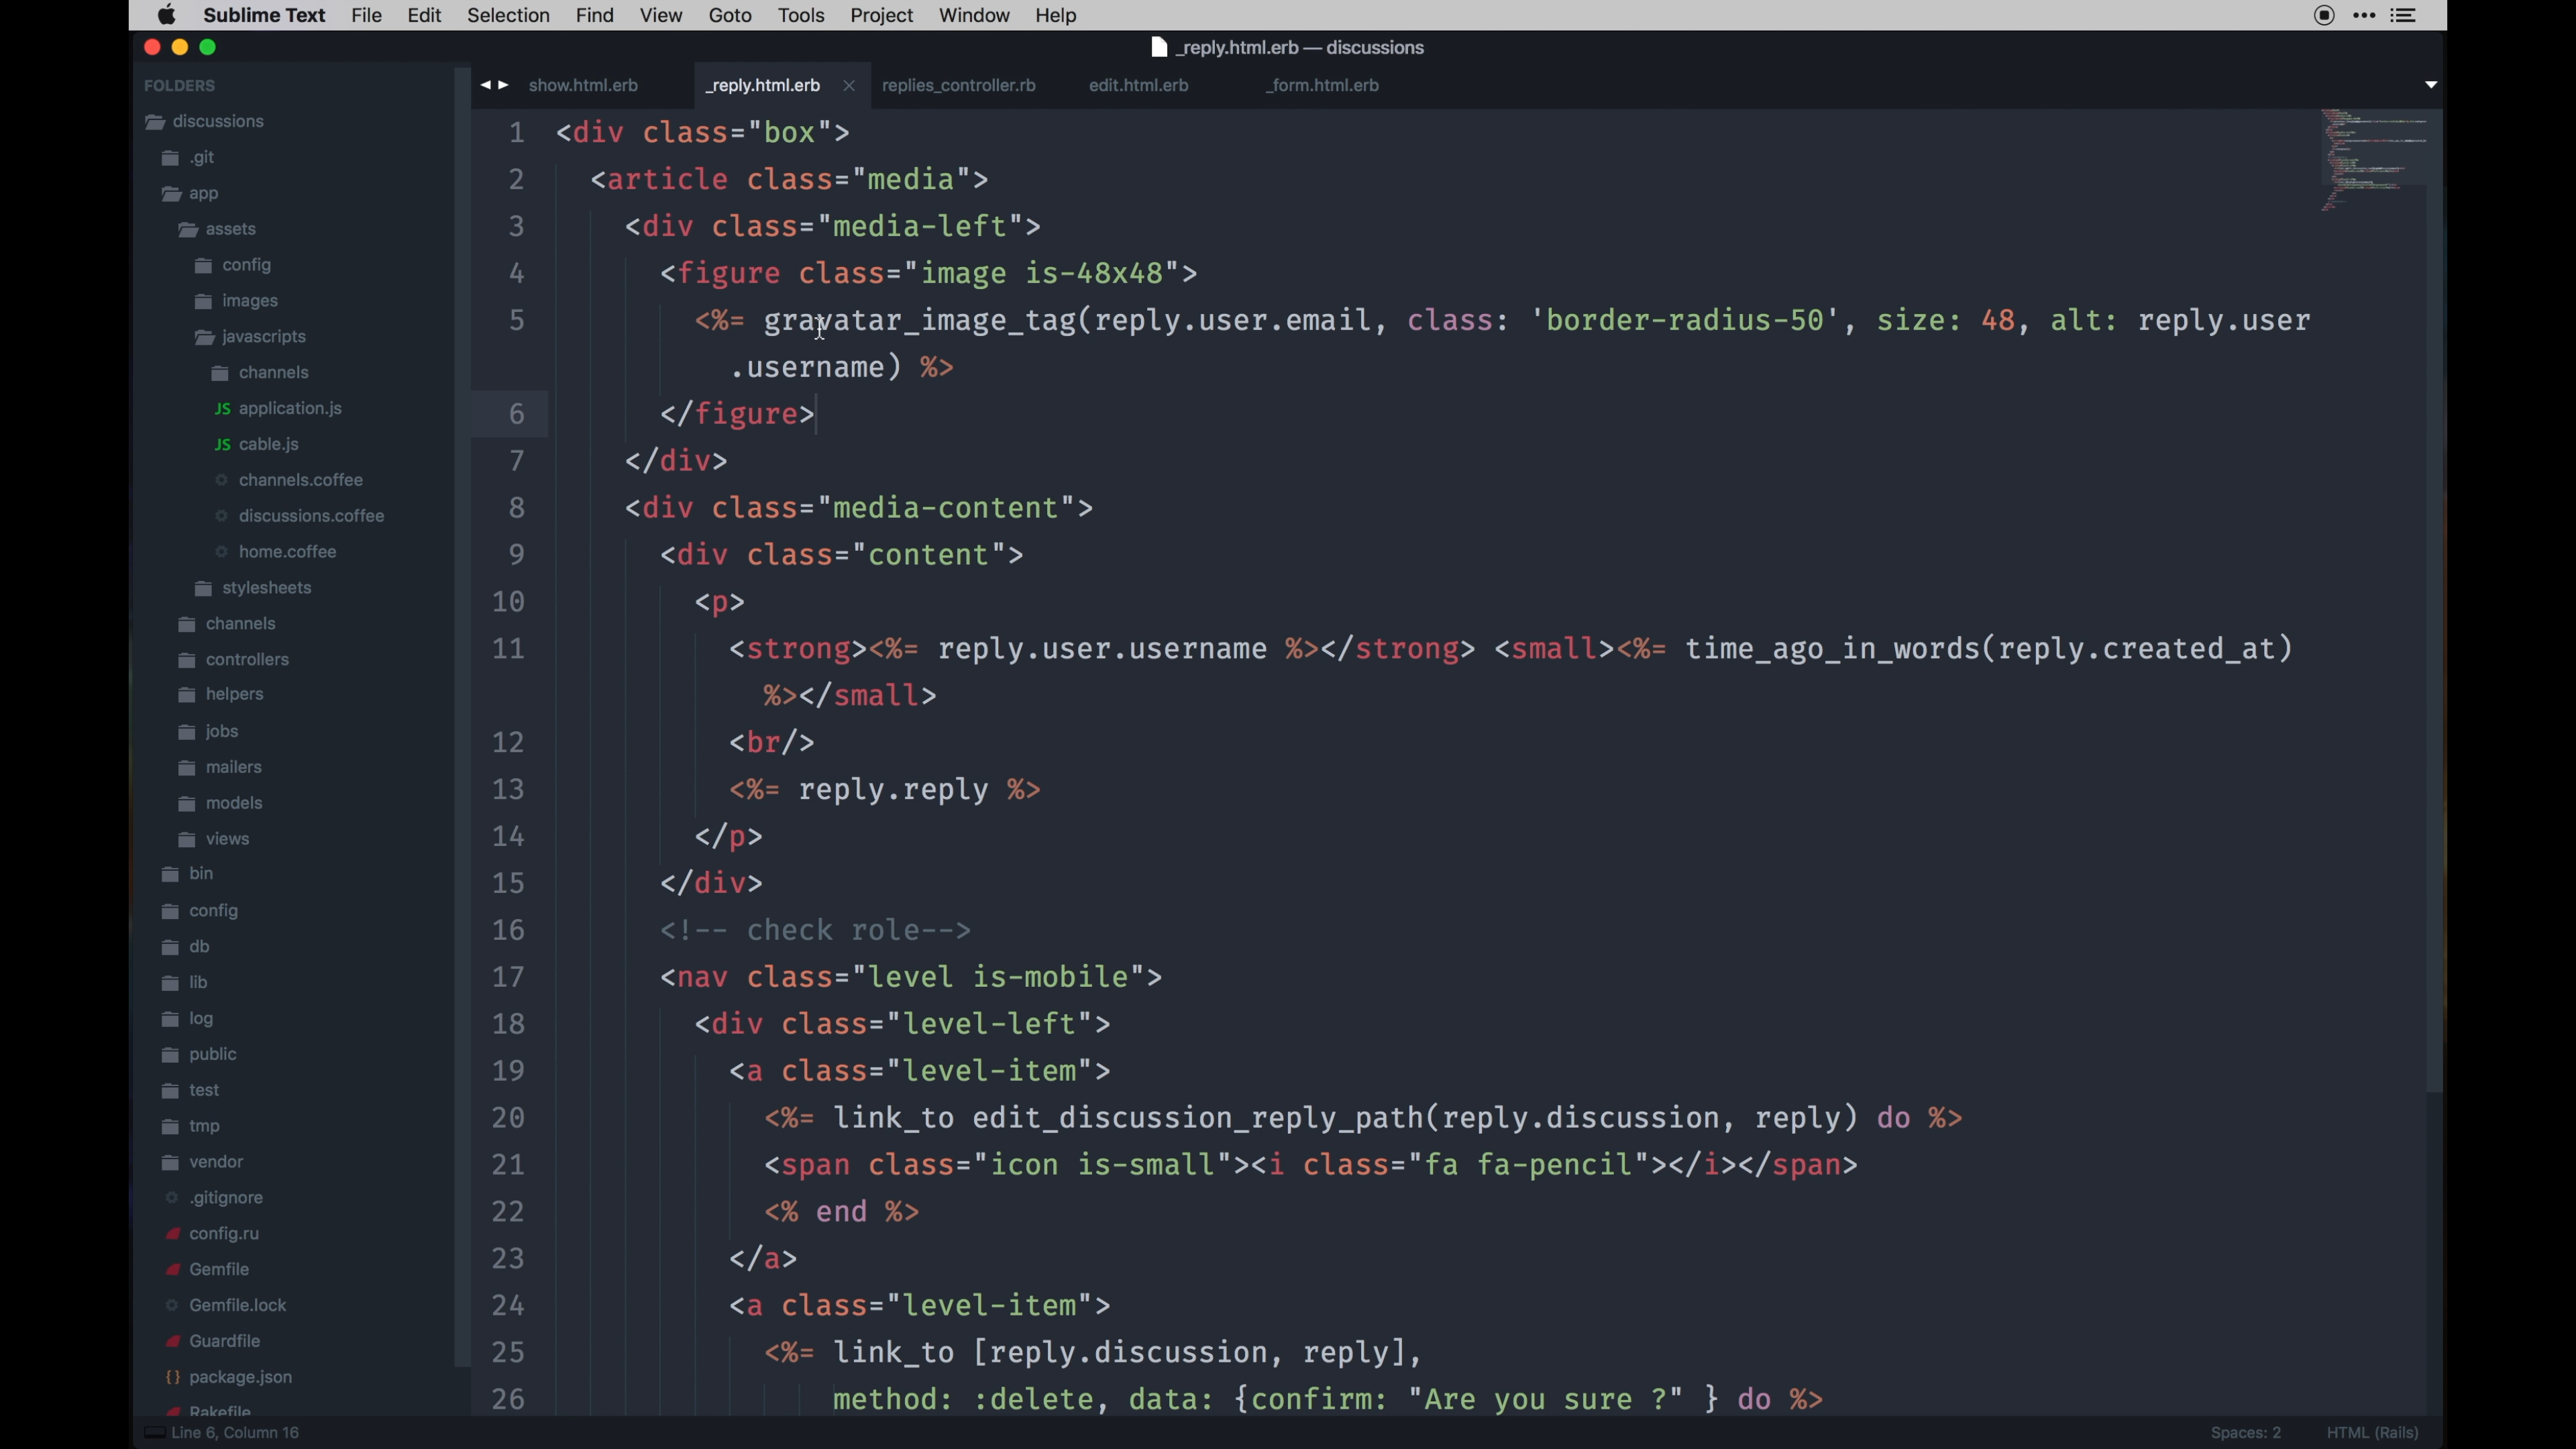 Sublime Text File Edit Selection Find View Goto Tools Project Window Help
_reply.html.erb — discussions
FOLDERS
discussions
.git
app
assets
config
images
javascripts
channels
JS application.js
JS cable.js
channels.coffee
discussions.coffee
home.coffee
stylesheets
channels
controllers
helpers
jobs
mailers
models
views
bin
config
db
lib
log
public
test
tmp
vendor
.gitignore
config.ru
Gemfile
Gemfile.lock
Guardfile
{} package.json
Rakefile
show.html.erb _reply.html.erb replies_controller.rb edit.html.erb _form.html.erb
1 <div class="box">
2 <article class="media">
3 <div class="media-left">
4 <figure class="image is-48x48">
5 <%= gravatar_image_tag(reply.user.email, class: 'border-radius-50', size: 48, alt: reply.user
.username) %>
6 </figure>
7 </div>
8 <div class="media-content">
9 <div class="content">
10 <p>
11 <strong><%= reply.user.username %></strong> <small><%= time_ago_in_words(reply.created_at)
%></small>
12 <br/>
13 <%= reply.reply %>
14 </p>
15 </div>
16 <!-- check role-->
17 <nav class="level is-mobile">
18 <div class="level-left">
19 <a class="level-item">
20 <%= link_to edit_discussion_reply_path(reply.discussion, reply) do %>
21 <span class="icon is-small"><i class="fa fa-pencil"></i></span>
22 <% end %>
23 </a>
24 <a class="level-item">
25 <%= link_to [reply.discussion, reply],
26 method: :delete, data: {confirm: "Are you sure ?" } do %>
Line 6, Column 16 Spaces: 2 HTML (Rails)